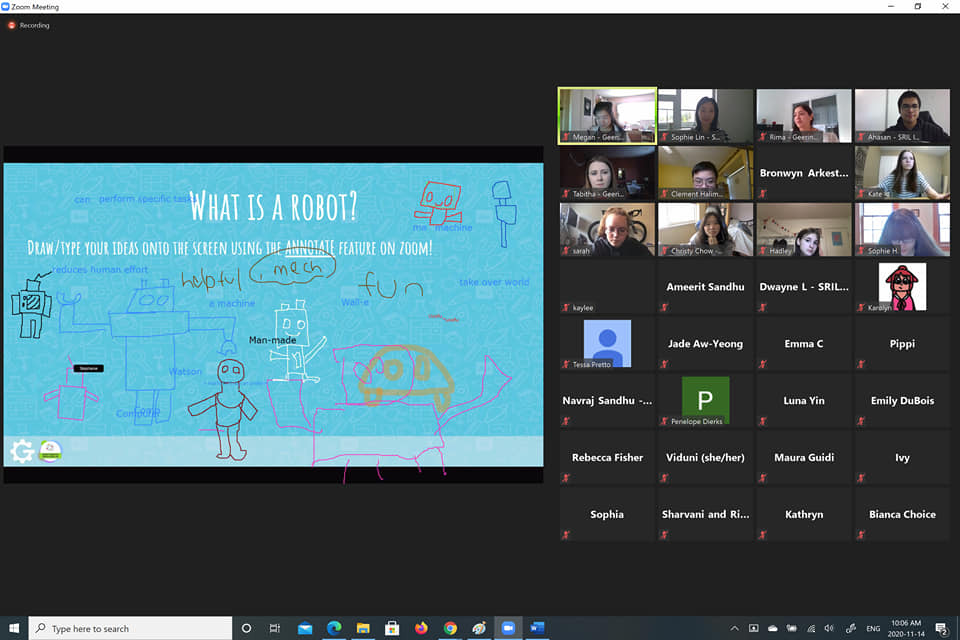 Zoom Meeting
Recording
WHAT IS A ROBOT?
DRAW/TYPE YOUR IDEAS ONTO THE SCREEN USING THE ANNOTATE FEATURE ON ZOOM!
can perform specific tasks
ma machine
reduces human effort
helpful
, mech
fun
take over world
a machine
Wall-e
Man-made
Watson
Computer
G
Megan - Geeri...
Sophie Lin - S...
Rima - Geerin...
Ahasan - SRIL I...
Tabitha - Geeri...
Clement Halim...
Bronwyn Arkest...
Kate
sarah
Christy Chow -...
Hadley
Sophie H
kaylee
Ameerit Sandhu
Dwayne L - SRIL...
Karolyn
Tessa Pretto
Jade Aw-Yeong
Emma C
Pippi
Navraj Sandhu -...
P
Penelope Dierks
Luna Yin
Emily DuBois
Rebecca Fisher
Viduni (she/her)
Maura Guidi
Ivy
Sophia
Sharvani and Ri...
Kathryn
Bianca Choice
Type here to search
ENG
10:06 AM
2020-11-14
2